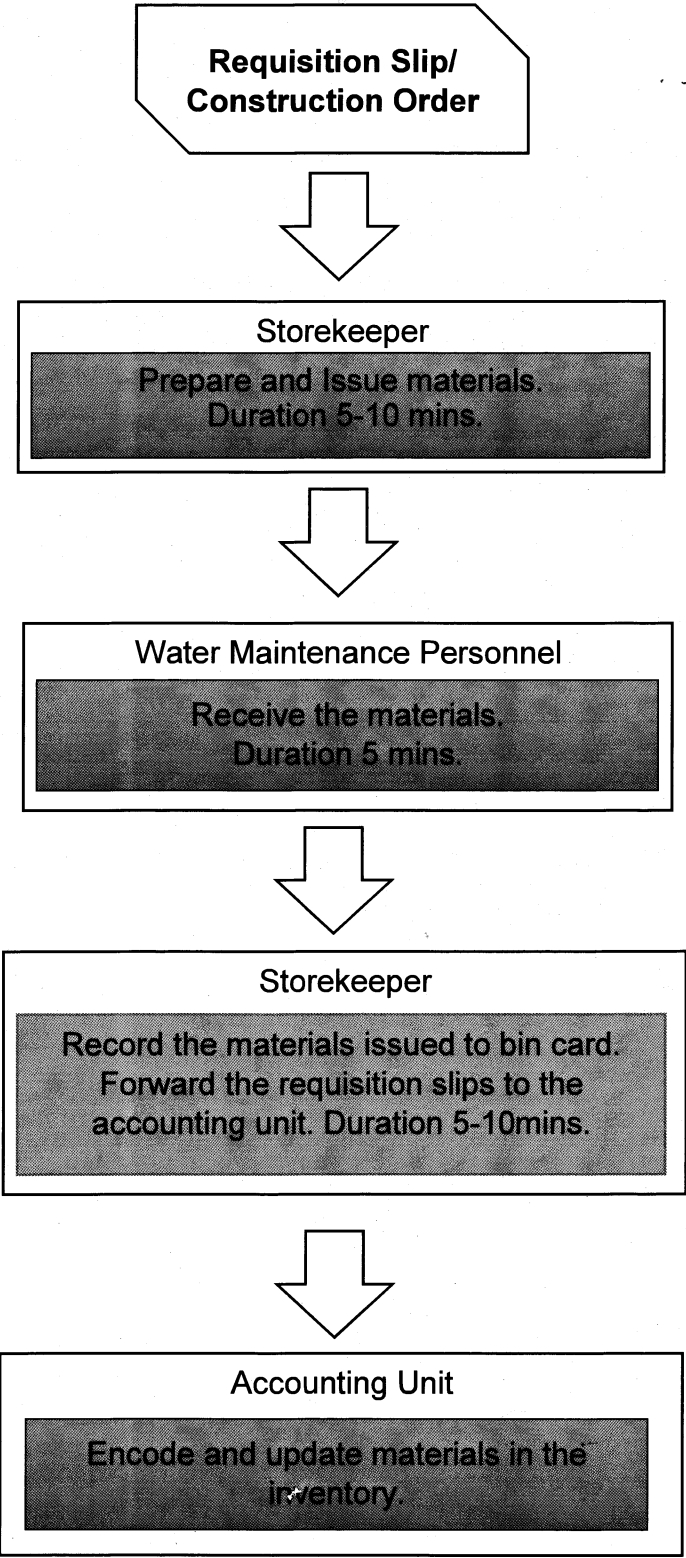 Requisition Slip/
Construction Order
Storekeeper
Prepare and Issue materials.
Duration 5-10 mins.
Water Maintenance Personnel
Receive the materials.
Duration 5 mins.
Storekeeper
Record the materials issued to bin card.
Forward the requisition slips to the
accounting unit. Duration 5-10mins.
Accounting Unit
Encode and update materials in the
inventory.